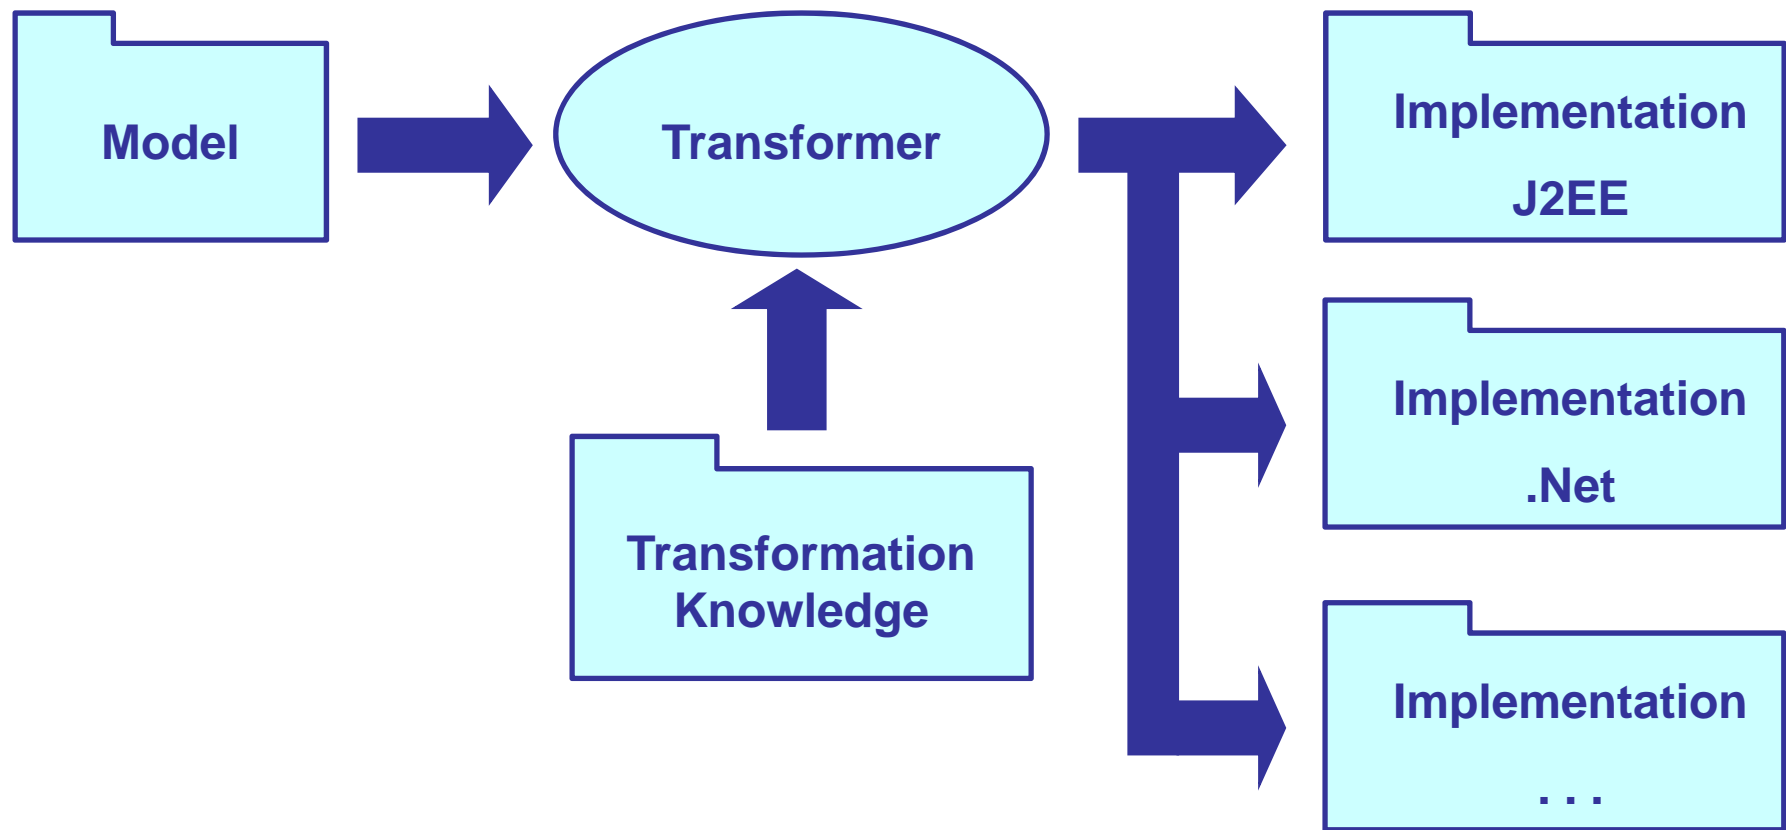 Model
Transformer
Implementation
J2EE
Implementation
.Net
Transformation
Knowledge
Implementation
. . .